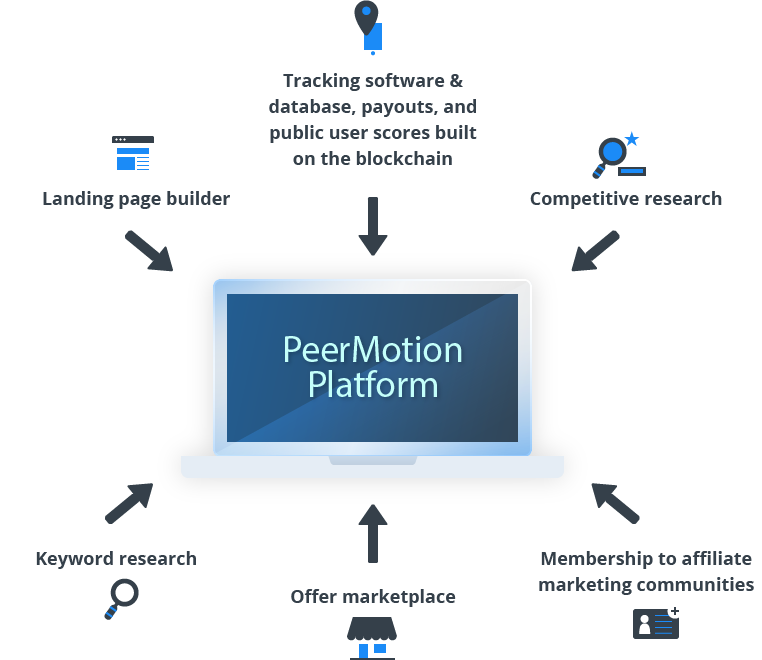 Tracking software &
database, payouts, and
public user scores built
on the blockchain
Landing page builder
Competitive research
PeerMotion
Platform
Keyword research
Offer marketplace
Membership to affiliate
marketing communities